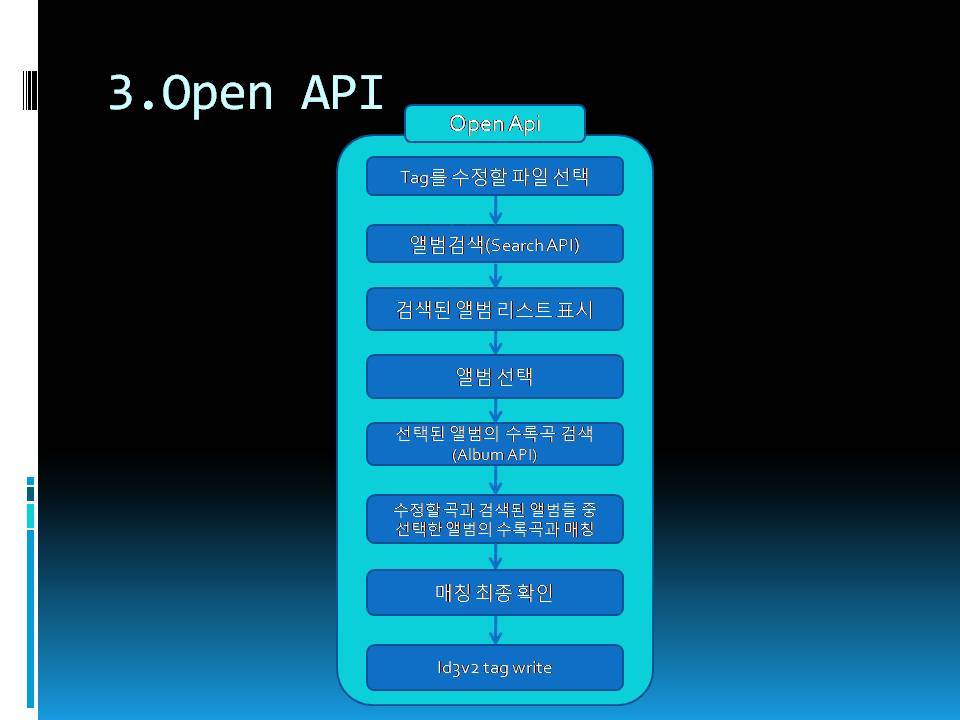 3.Open API
Open Api
Tag를 수정할 파일 선택
앨범검색(Search API)
검색된 앨범 리스트 표시
앨범 선택
선택된 앨범의 수록곡 검색
(Album API)
수정할 곡과 검색된 앨범들 중
선택한 앨범의 수록곡과 매칭
매칭 최종 확인
Id3v2 tag write